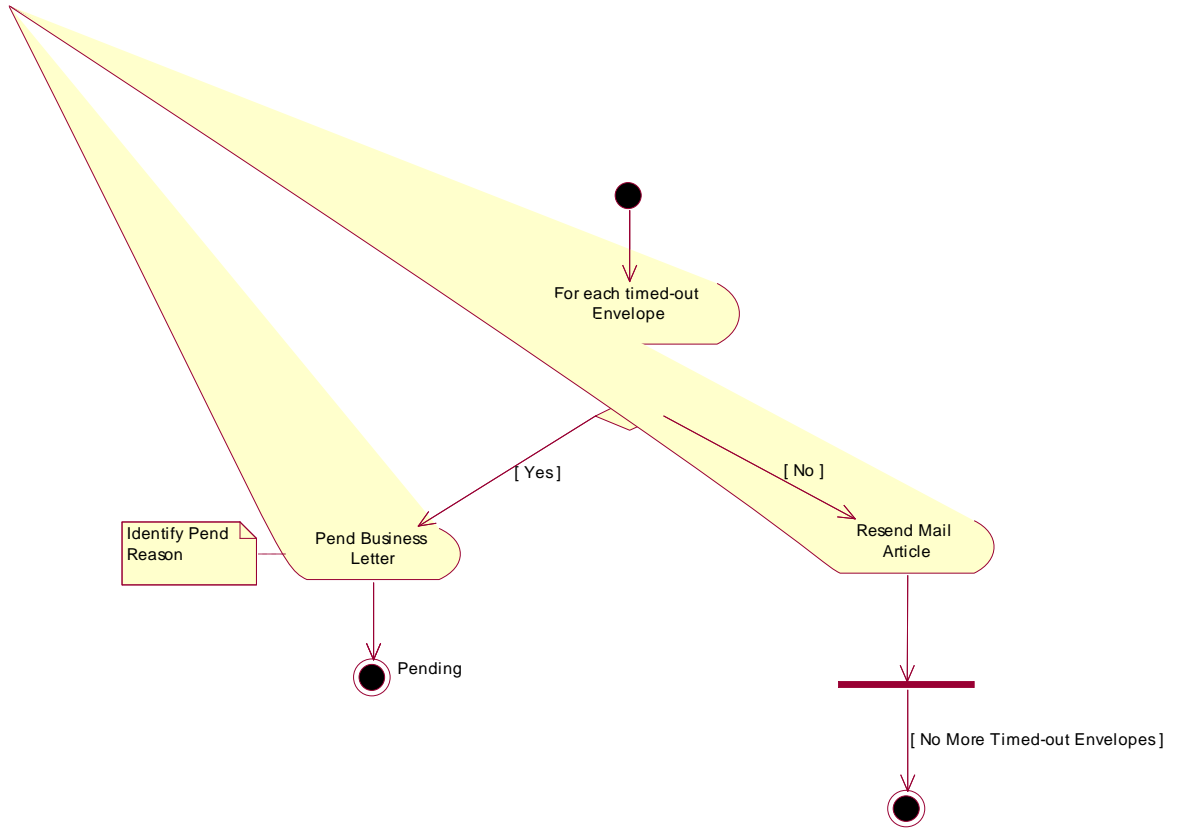 For each timed-out
Envelope
[ Yes ]
[ No ]
Identify Pend
Reason
Pend Business
Letter
Resend Mail
Article
Pending
[ No More Timed-out Envelopes ]